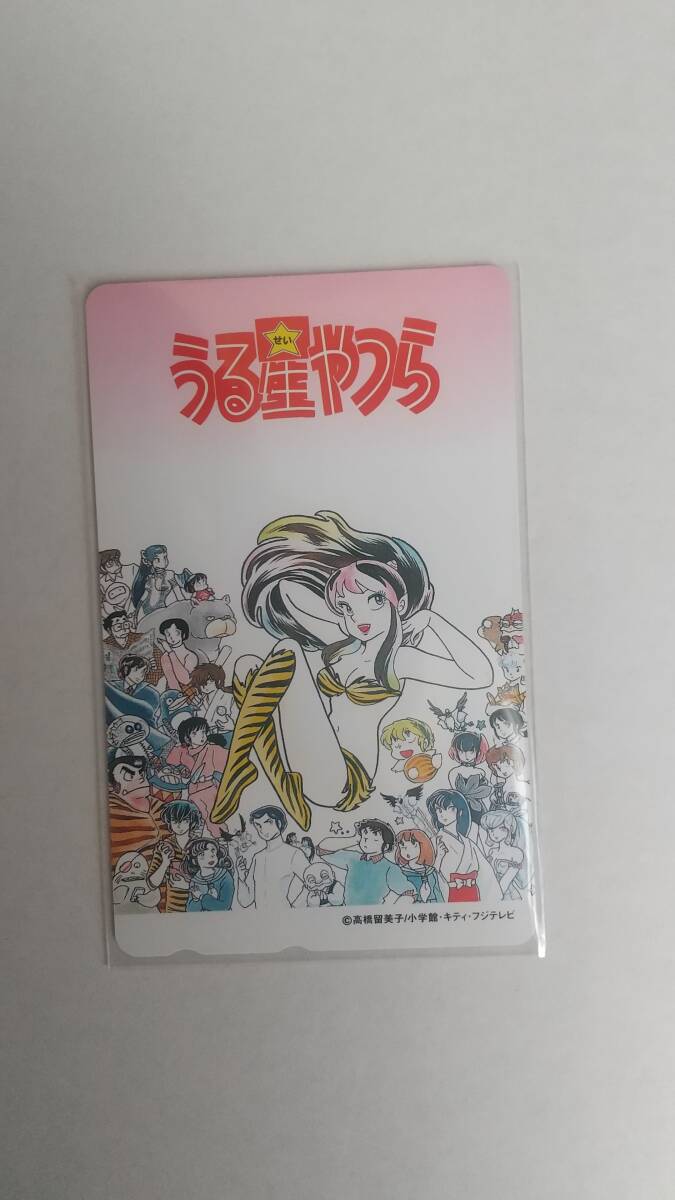 うる星やつら
せい
©高橋留美子/小学館・キティ・フジテレビ